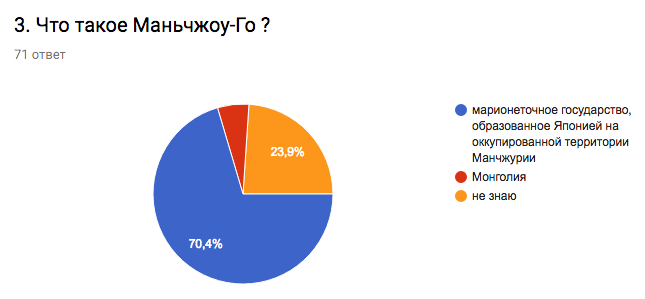 3. Что такое Маньчжоу-Го ?
71 ответ
марионеточное государство,
образованное Японией на
оккупированной территории
Манчжурии
Монголия
не знаю
23,9%
70,4%